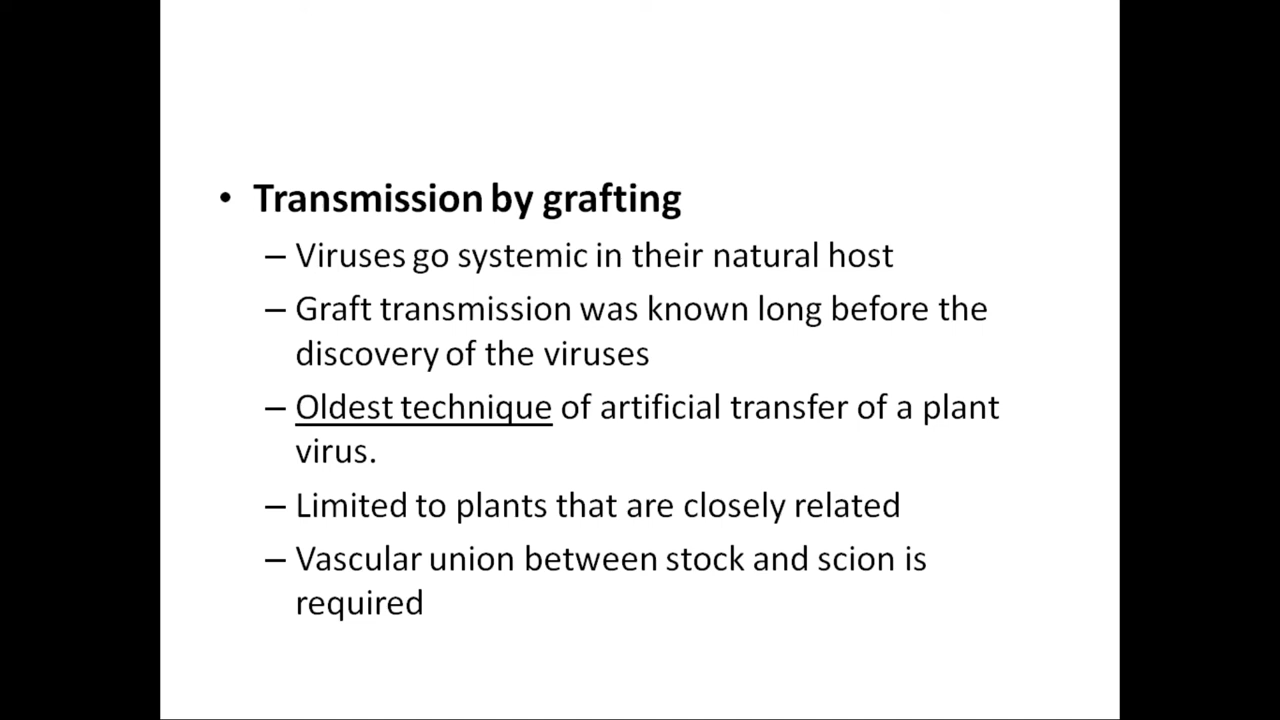 • Transmission by grafting
– Viruses go systemic in their natural host
– Graft transmission was known long before the
discovery of the viruses
– Oldest technique of artificial transfer of a plant
virus.
– Limited to plants that are closely related
– Vascular union between stock and scion is
required